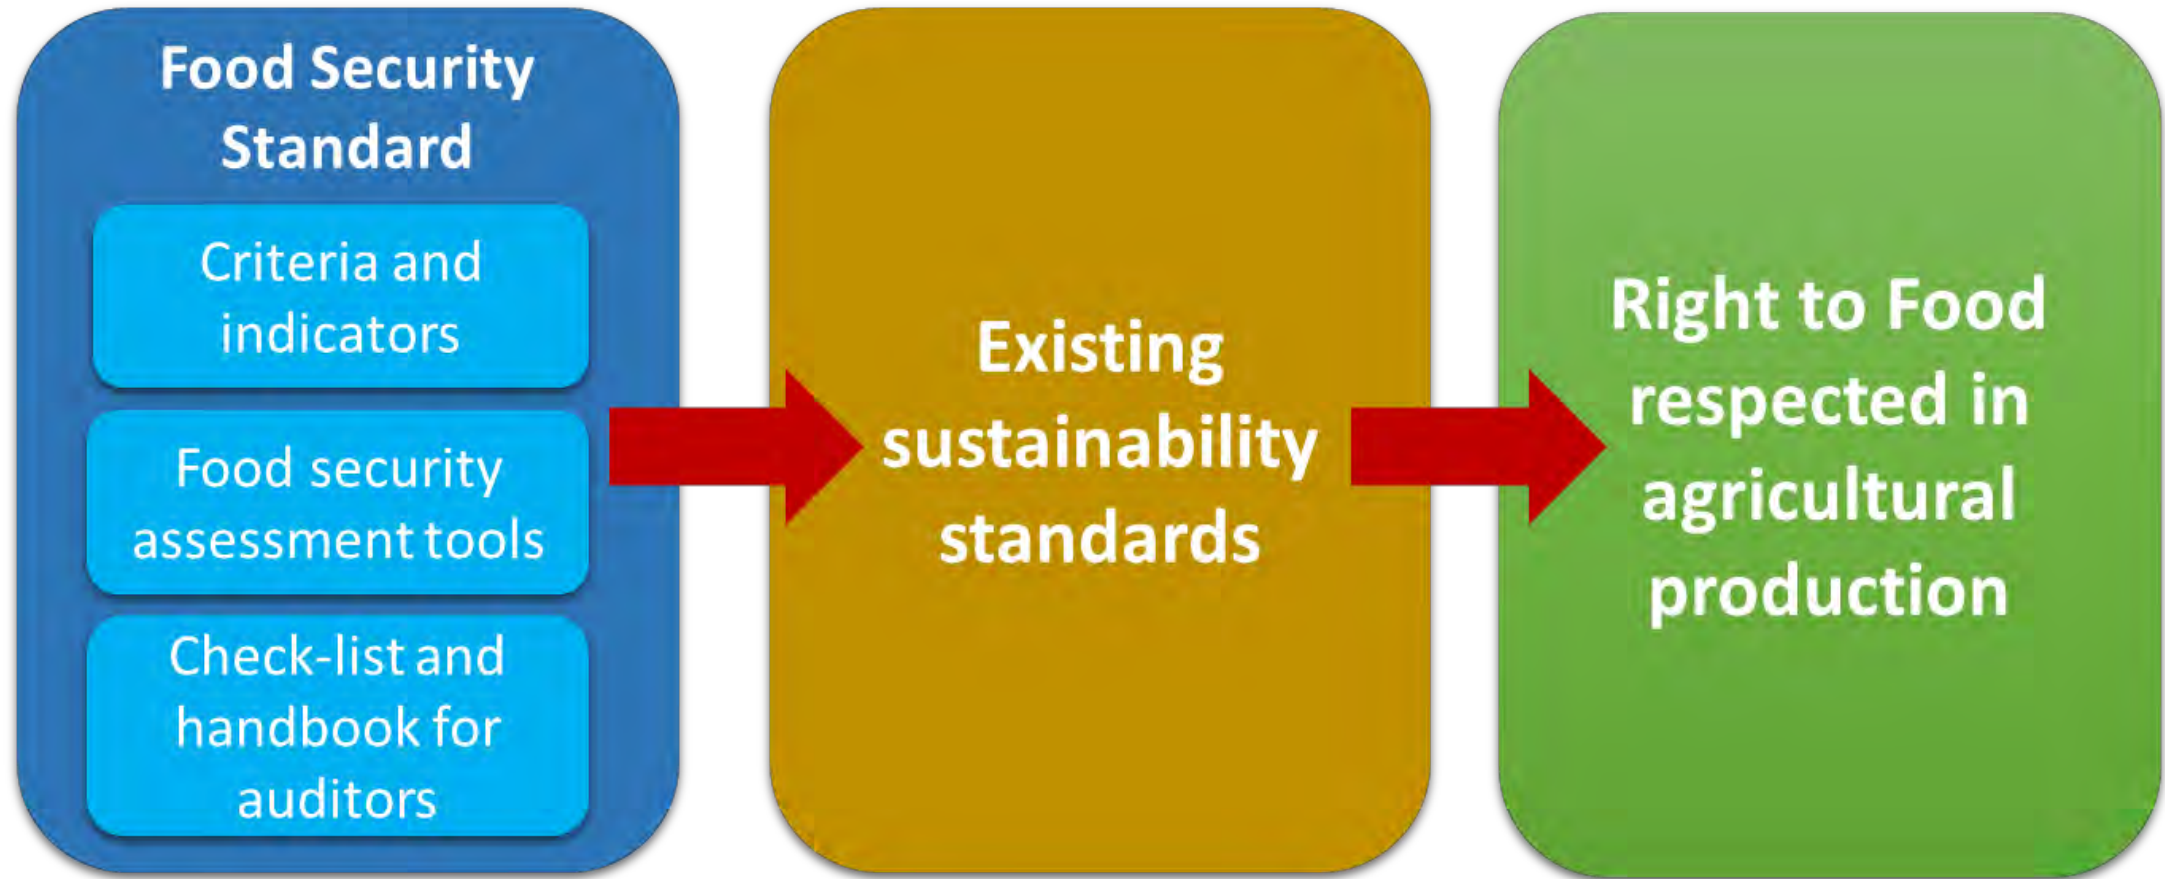 Food Security
Standard
Criteria and
indicators
Food security
assessment tools
Check-list and
handbook for
auditors
Existing
sustainability
standards
Right to Food
respected in
agricultural
production